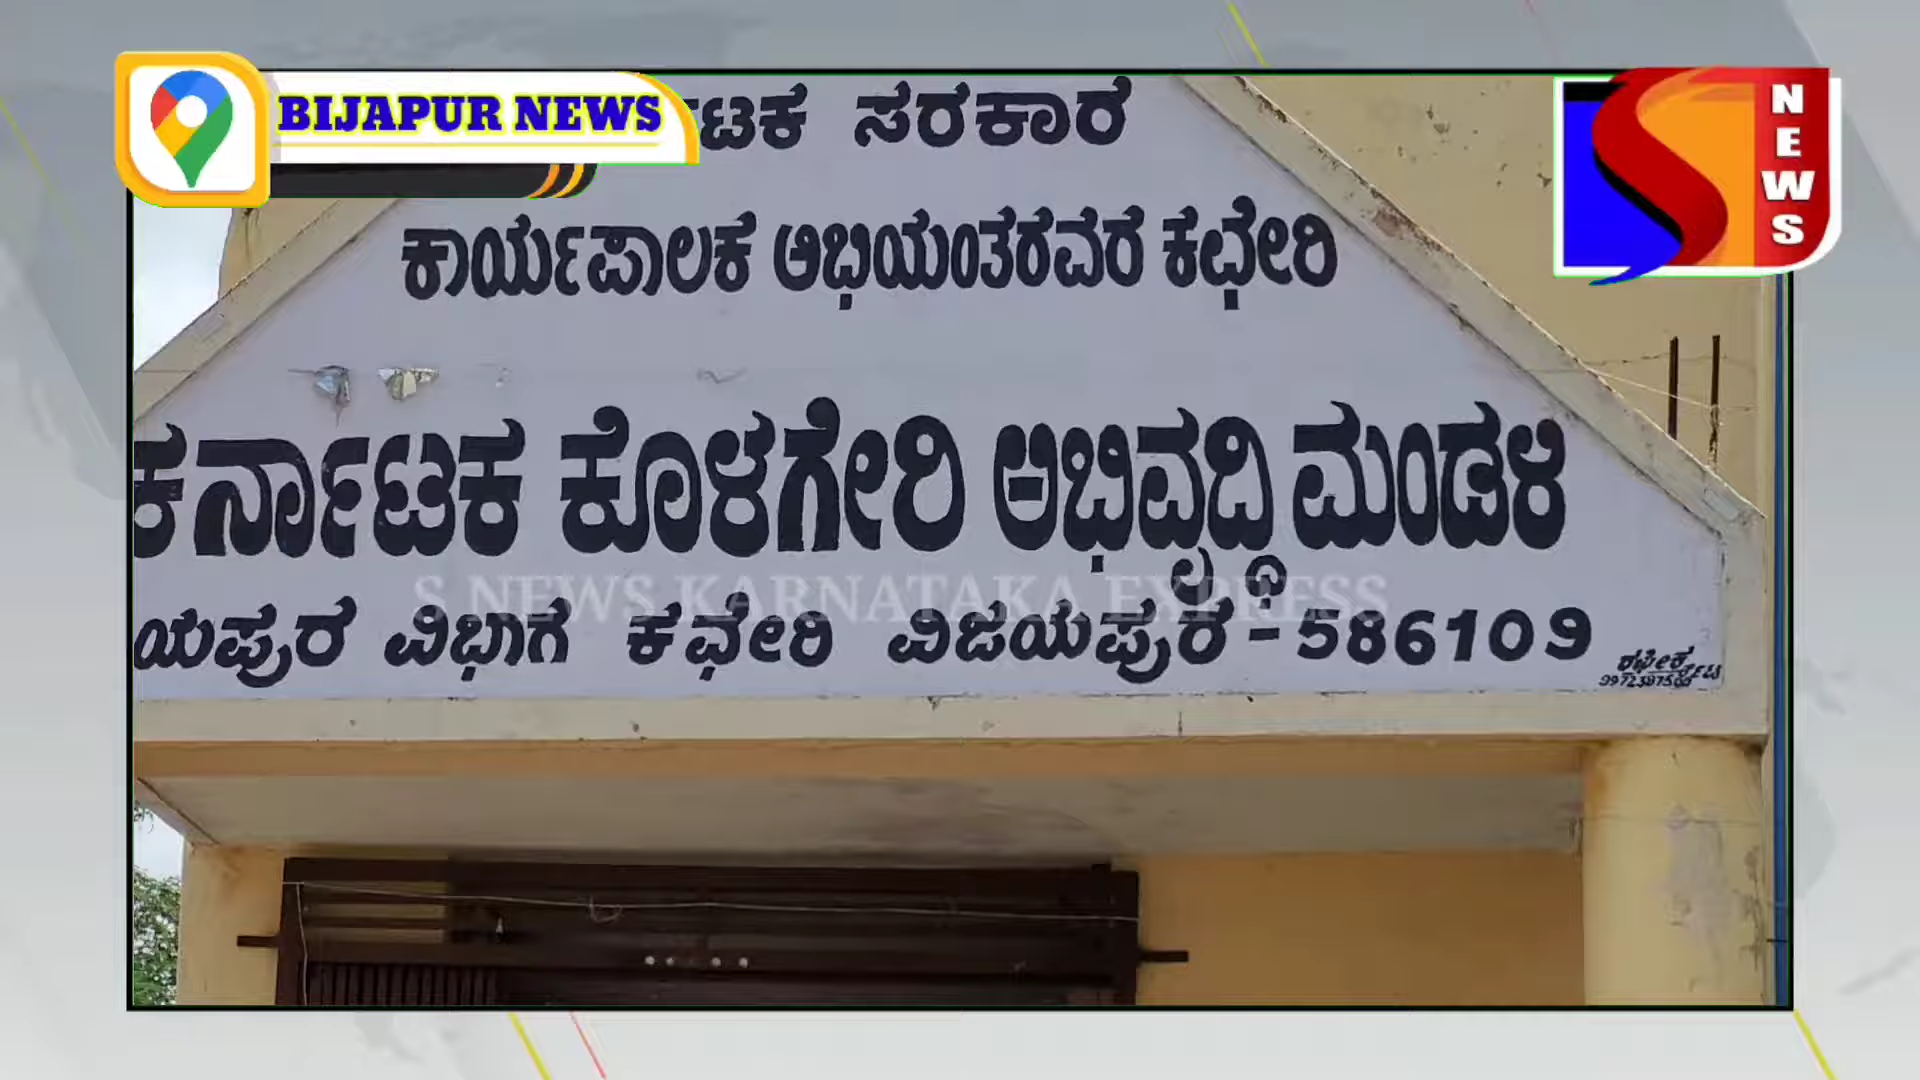 BIJAPUR NEWS
S NEWS
ಟಕ ಸರಕಾರ
ಕಾರ್ಯಪಾಲಕ ಅಭಿಯಂತರವರ ಕಛೇರಿ
ಕರ್ನಾಟಕ ಕೊಳಗೇರಿ ಅಭಿವೃದ್ಧಿ ಮಂಡಳಿ
S NEWS KARNATAKA EXPRESS
ಯಪುರ ವಿಭಾಗ ಕಛೇರಿ ವಿಜಯಪುರ - 586109